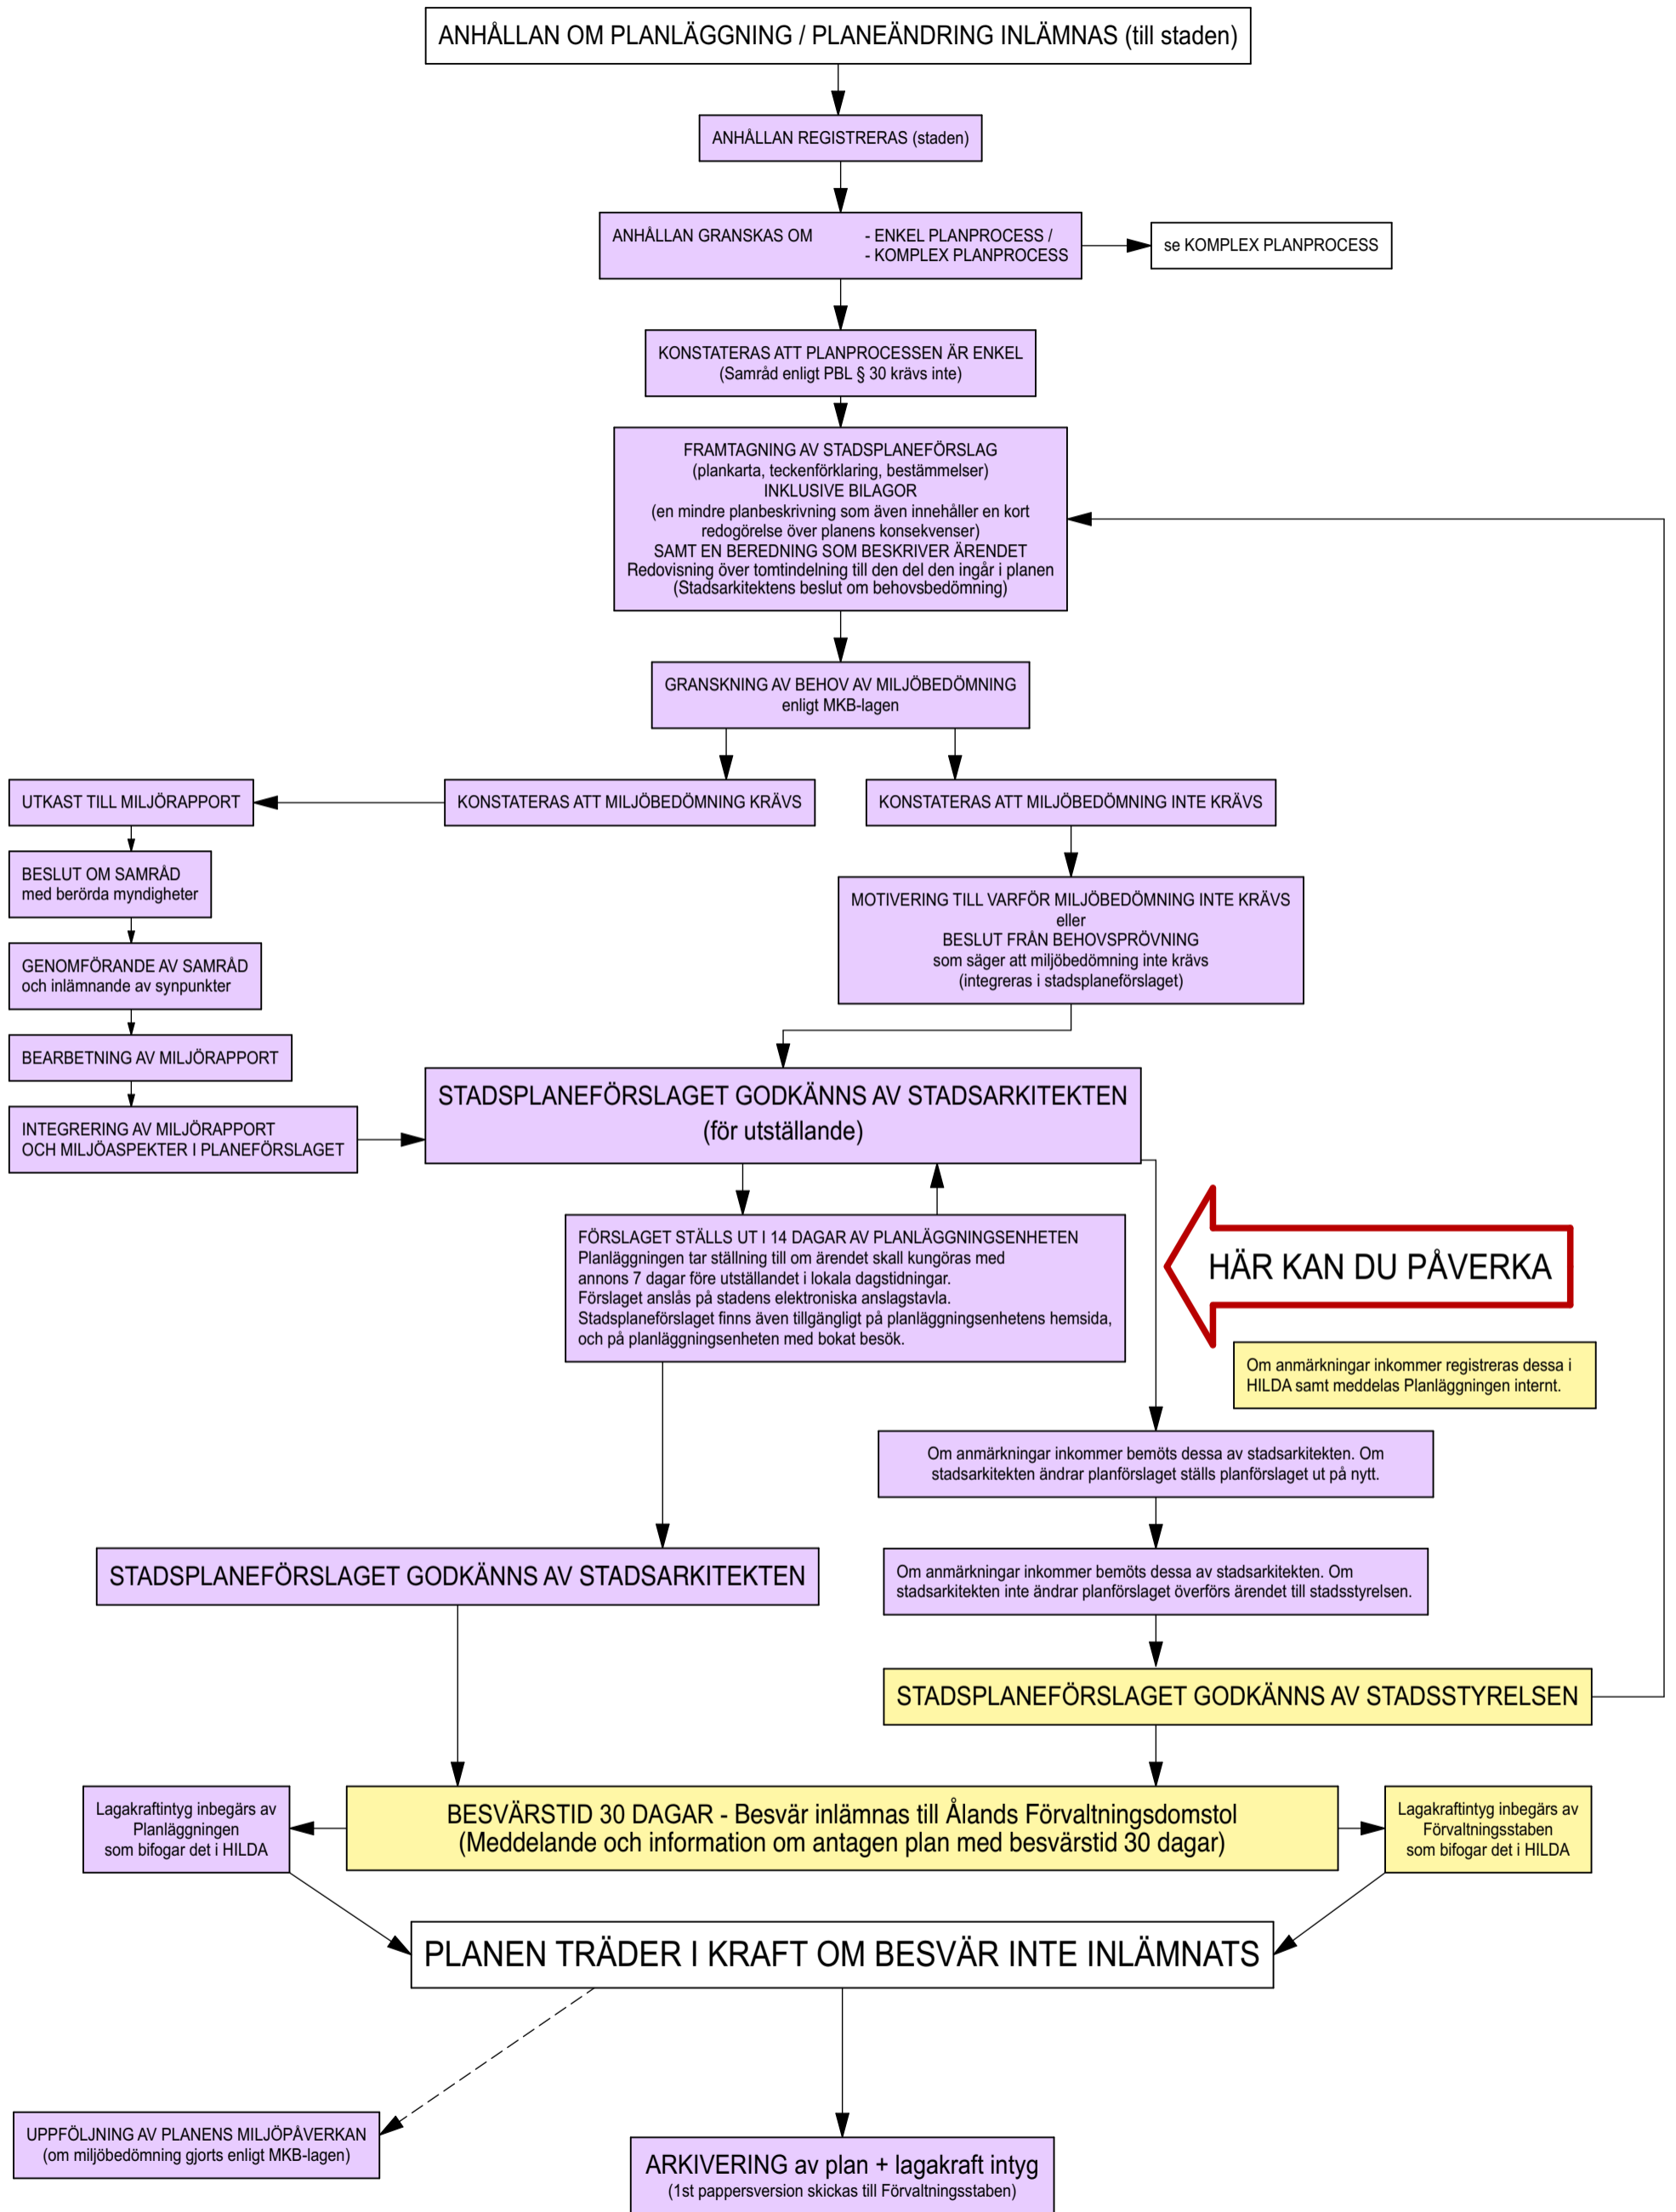 ANHÅLLAN OM PLANLÄGGNING / PLANEÄNDRING INLÄMNAS (till staden)
ANHÅLLAN REGISTRERAS (staden)
ANHÅLLAN GRANSKAS OM - ENKEL PLANPROCESS /
- KOMPLEX PLANPROCESS
se KOMPLEX PLANPROCESS
KONSTATERAS ATT PLANPROCESSEN ÄR ENKEL
(Samråd enligt PBL § 30 krävs inte)
FRAMTAGNING AV STADSPLANEFÖRSLAG
(plankarta, teckenförklaring, bestämmelser)
INKLUSIVE BILAGOR
(en mindre planbeskrivning som även innehåller en kort
redogörelse över planens konsekvenser)
SAMT EN BEREDNING SOM BESKRIVER ÄRENDET
Redovisning över tomtindelning till den del den ingår i planen
(Stadsarkitektens beslut om behovsbedömning)
GRANSKNING AV BEHOV AV MILJÖBEDÖMNING
enligt MKB-lagen
UTKAST TILL MILJÖRAPPORT
KONSTATERAS ATT MILJÖBEDÖMNING KRÄVS
KONSTATERAS ATT MILJÖBEDÖMNING INTE KRÄVS
BESLUT OM SAMRÅD
med berörda myndigheter
MOTIVERING TILL VARFÖR MILJÖBEDÖMNING INTE KRÄVS
eller
BESLUT FRÅN BEHOVSPRÖVNING
som säger att miljöbedömning inte krävs
(integreras i stadsplaneförslaget)
GENOMFÖRANDE AV SAMRÅD
och inlämnande av synpunkter
BEARBETNING AV MILJÖRAPPORT
INTEGRERING AV MILJÖRAPPORT
OCH MILJÖASPEKTER I PLANEFÖRSLAGET
STADSPLANEFÖRSLAGET GODKÄNNS AV STADSARKITEKTEN
(för utställande)
FÖRSLAGET STÄLLS UT I 14 DAGAR AV PLANLÄGGNINGSENHETEN
Planläggningen tar ställning till om ärendet skall kungöras med
annons 7 dagar före utställandet i lokala dagstidningar.
Förslaget anslås på stadens elektroniska anslagstavla.
Stadsplaneförslaget finns även tillgängligt på planläggningsenhetens hemsida,
och på planläggningsenheten med bokat besök.
HÄR KAN DU PÅVERKA
Om anmärkningar inkommer registreras dessa i
HILDA samt meddelas Planläggningen internt.
Om anmärkningar inkommer bemöts dessa av stadsarkitekten. Om
stadsarkitekten ändrar planförslaget ställs planförslaget ut på nytt.
STADSPLANEFÖRSLAGET GODKÄNNS AV STADSARKITEKTEN
Om anmärkningar inkommer bemöts dessa av stadsarkitekten. Om
stadsarkitekten inte ändrar planförslaget överförs ärendet till stadsstyrelsen.
STADSPLANEFÖRSLAGET GODKÄNNS AV STADSSTYRELSEN
Lagakraftintyg inbegärs av
Planläggningen
som bifogar det i HILDA
BESVÄRSTID 30 DAGAR - Besvär inlämnas till Ålands Förvaltningsdomstol
(Meddelande och information om antagen plan med besvärstid 30 dagar)
Lagakraftintyg inbegärs av
Förvaltningsstaben
som bifogar det i HILDA
PLANEN TRÄDER I KRAFT OM BESVÄR INTE INLÄMNATS
UPPFÖLJNING AV PLANENS MILJÖPÅVERKAN
(om miljöbedömning gjorts enligt MKB-lagen)
ARKIVERING av plan + lagakraft intyg
(1st pappersversion skickas till Förvaltningsstaben)